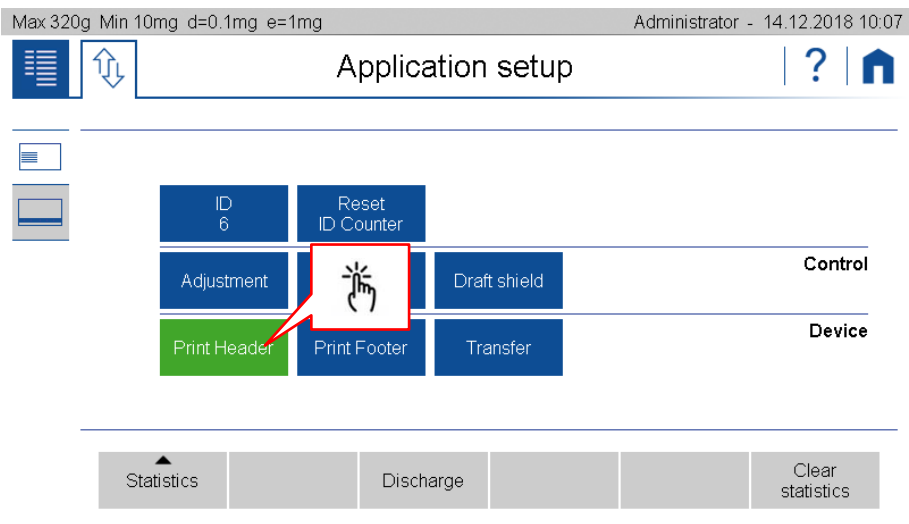 Max 320g Min 10mg d=0.1mg e=1mg
Administrator - 14.12.2018 10:07
Application setup
?
ID
6
Reset
ID Counter
Control
Adjustment
Draft shield
Device
Print Header
Print Footer
Transfer
Statistics
Discharge
Clear
statistics